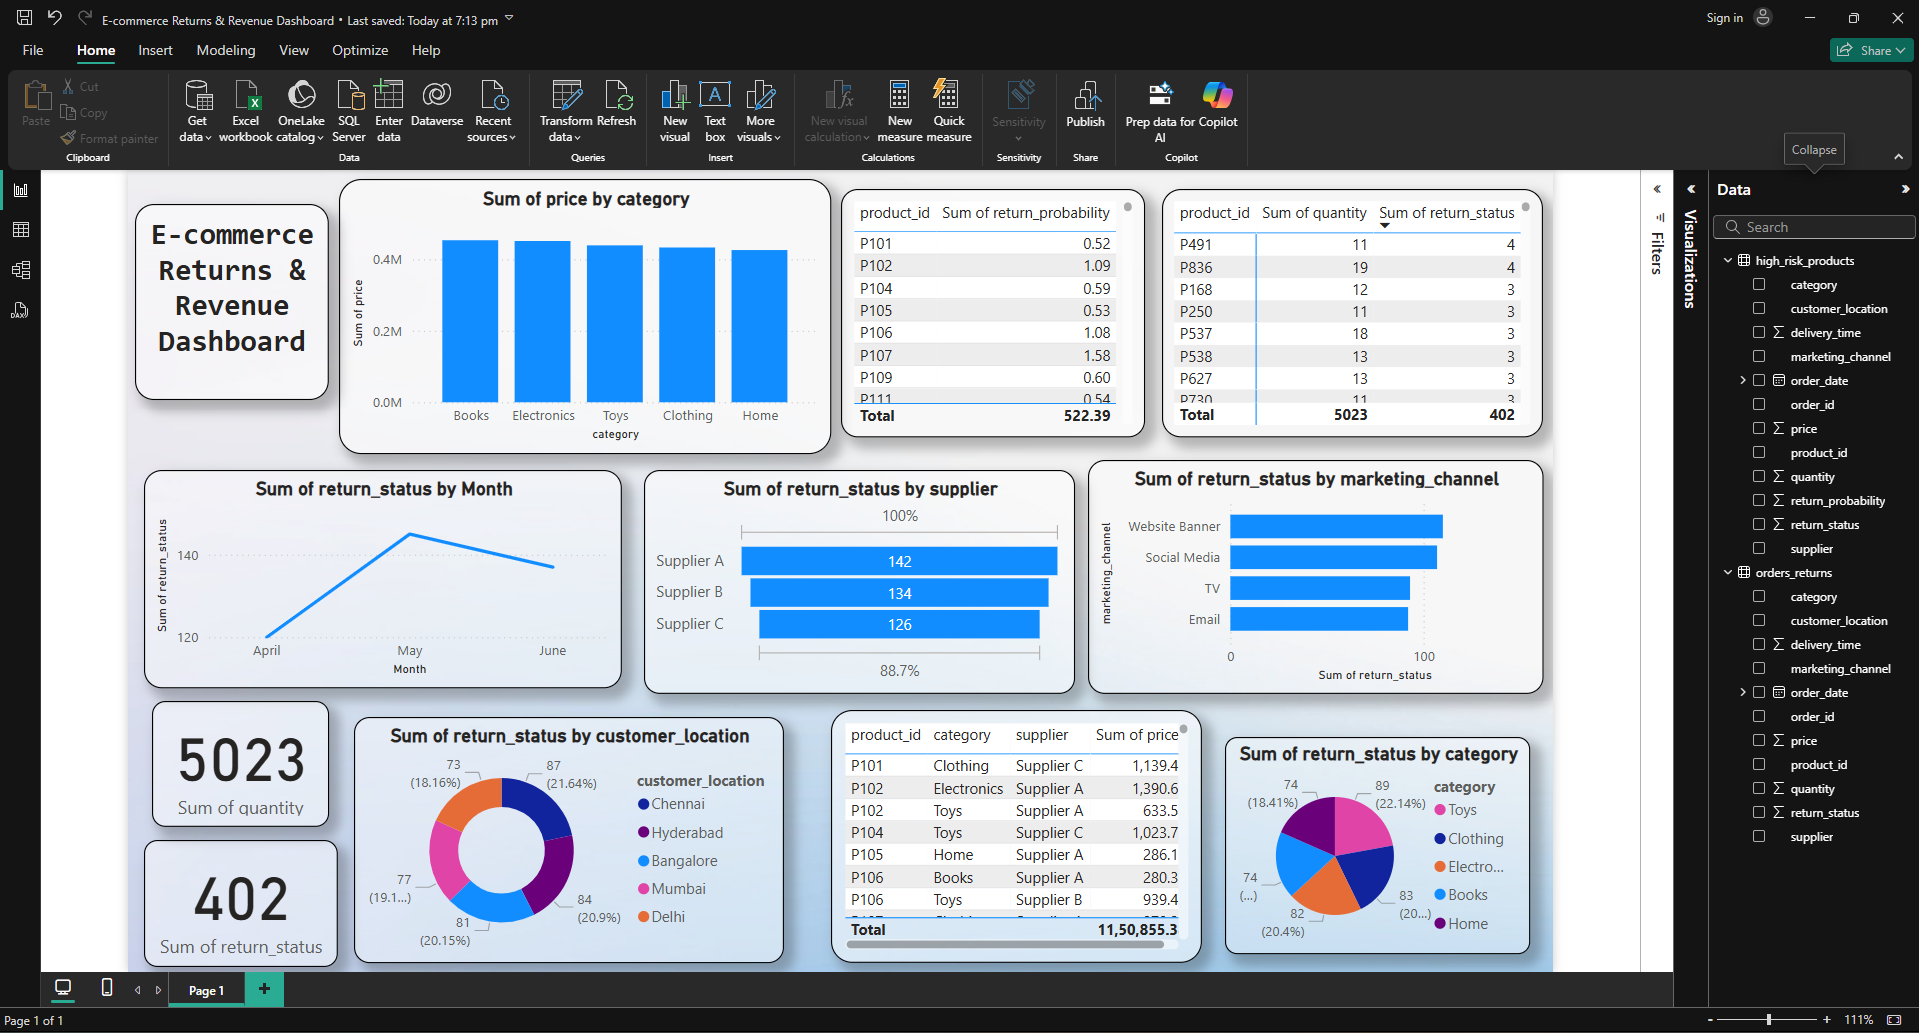 E-commerce Returns & Revenue Dashboard • Last saved: Today at 7:13 pm
Sign in
File
Home
Insert
Modeling
View
Optimize
Help
Share
Paste
Cut
Copy
Format painter
Clipboard
Get data
Excel workbook
OneLake catalog
SQL Server
Enter data
Dataverse
Recent sources
Data
Transform data
Refresh
Queries
New visual
Text box
More visuals
Insert
New visual calculation
New measure
Quick measure
Calculations
Sensitivity
Sensitivity
Publish
Share
Prep data for AI
Copilot
Copilot
Collapse
E-commerce
Returns &
Revenue
Dashboard
Sum of price by category
Sum of price
0.4M
0.2M
0.0M
Books Electronics Toys Clothing Home
category
product_id Sum of return_probability
P101 0.52
P102 1.09
P104 0.59
P105 0.53
P106 1.08
P107 1.58
P109 0.60
P111 0.54
Total 522.39
product_id Sum of quantity Sum of return_status
P491 11 4
P836 19 4
P168 12 3
P250 11 3
P537 18 3
P538 13 3
P627 13 3
P730 11 3
Total 5023 402
Sum of return_status by Month
Sum of return_status
140
120
April May June
Month
Sum of return_status by supplier
100%
Supplier A 142
Supplier B 134
Supplier C 126
88.7%
Sum of return_status by marketing_channel
marketing_channel
Website Banner
Social Media
TV
Email
0 100
Sum of return_status
5023
Sum of quantity
402
Sum of return_status
Sum of return_status by customer_location
73
(18.16%)
87
(21.64%)
77
(19.1...)
84
(20.9%)
81
(20.15%)
customer_location
Chennai
Hyderabad
Bangalore
Mumbai
Delhi
product_id category supplier Sum of price
P101 Clothing Supplier C 1,139.4
P102 Electronics Supplier A 1,390.6
P102 Toys Supplier A 633.5
P104 Toys Supplier C 1,023.7
P105 Home Supplier A 286.1
P106 Books Supplier A 280.3
P106 Toys Supplier B 939.4
Total 11,50,855.3
Sum of return_status by category
74
(18.41%)
89
(22.14%)
74
(...)
83
(20...)
82
(20.4%)
category
Toys
Clothing
Electro...
Books
Home
Filters
Visualizations
Data
Search
high_risk_products
category
customer_location
delivery_time
marketing_channel
order_date
order_id
price
product_id
quantity
return_probability
return_status
supplier
orders_returns
category
customer_location
delivery_time
marketing_channel
order_date
order_id
price
product_id
quantity
return_status
supplier
Page 1
Page 1 of 1
111%